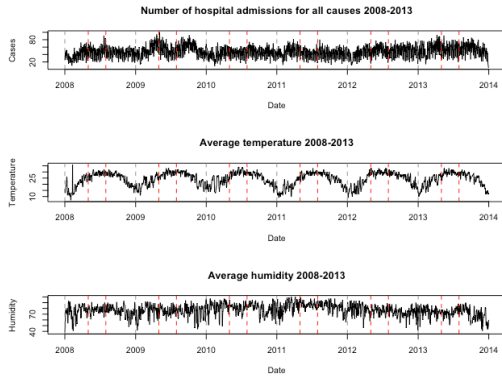 Number of hospital admissions for all causes 2008-2013
Cases
80
20
2008 2009 2010 2011 2012 2013 2014
Date
Average temperature 2008-2013
Temperature
25
10
2008 2009 2010 2011 2012 2013 2014
Date
Average humidity 2008-2013
Humidity
70
40
2008 2009 2010 2011 2012 2013 2014
Date